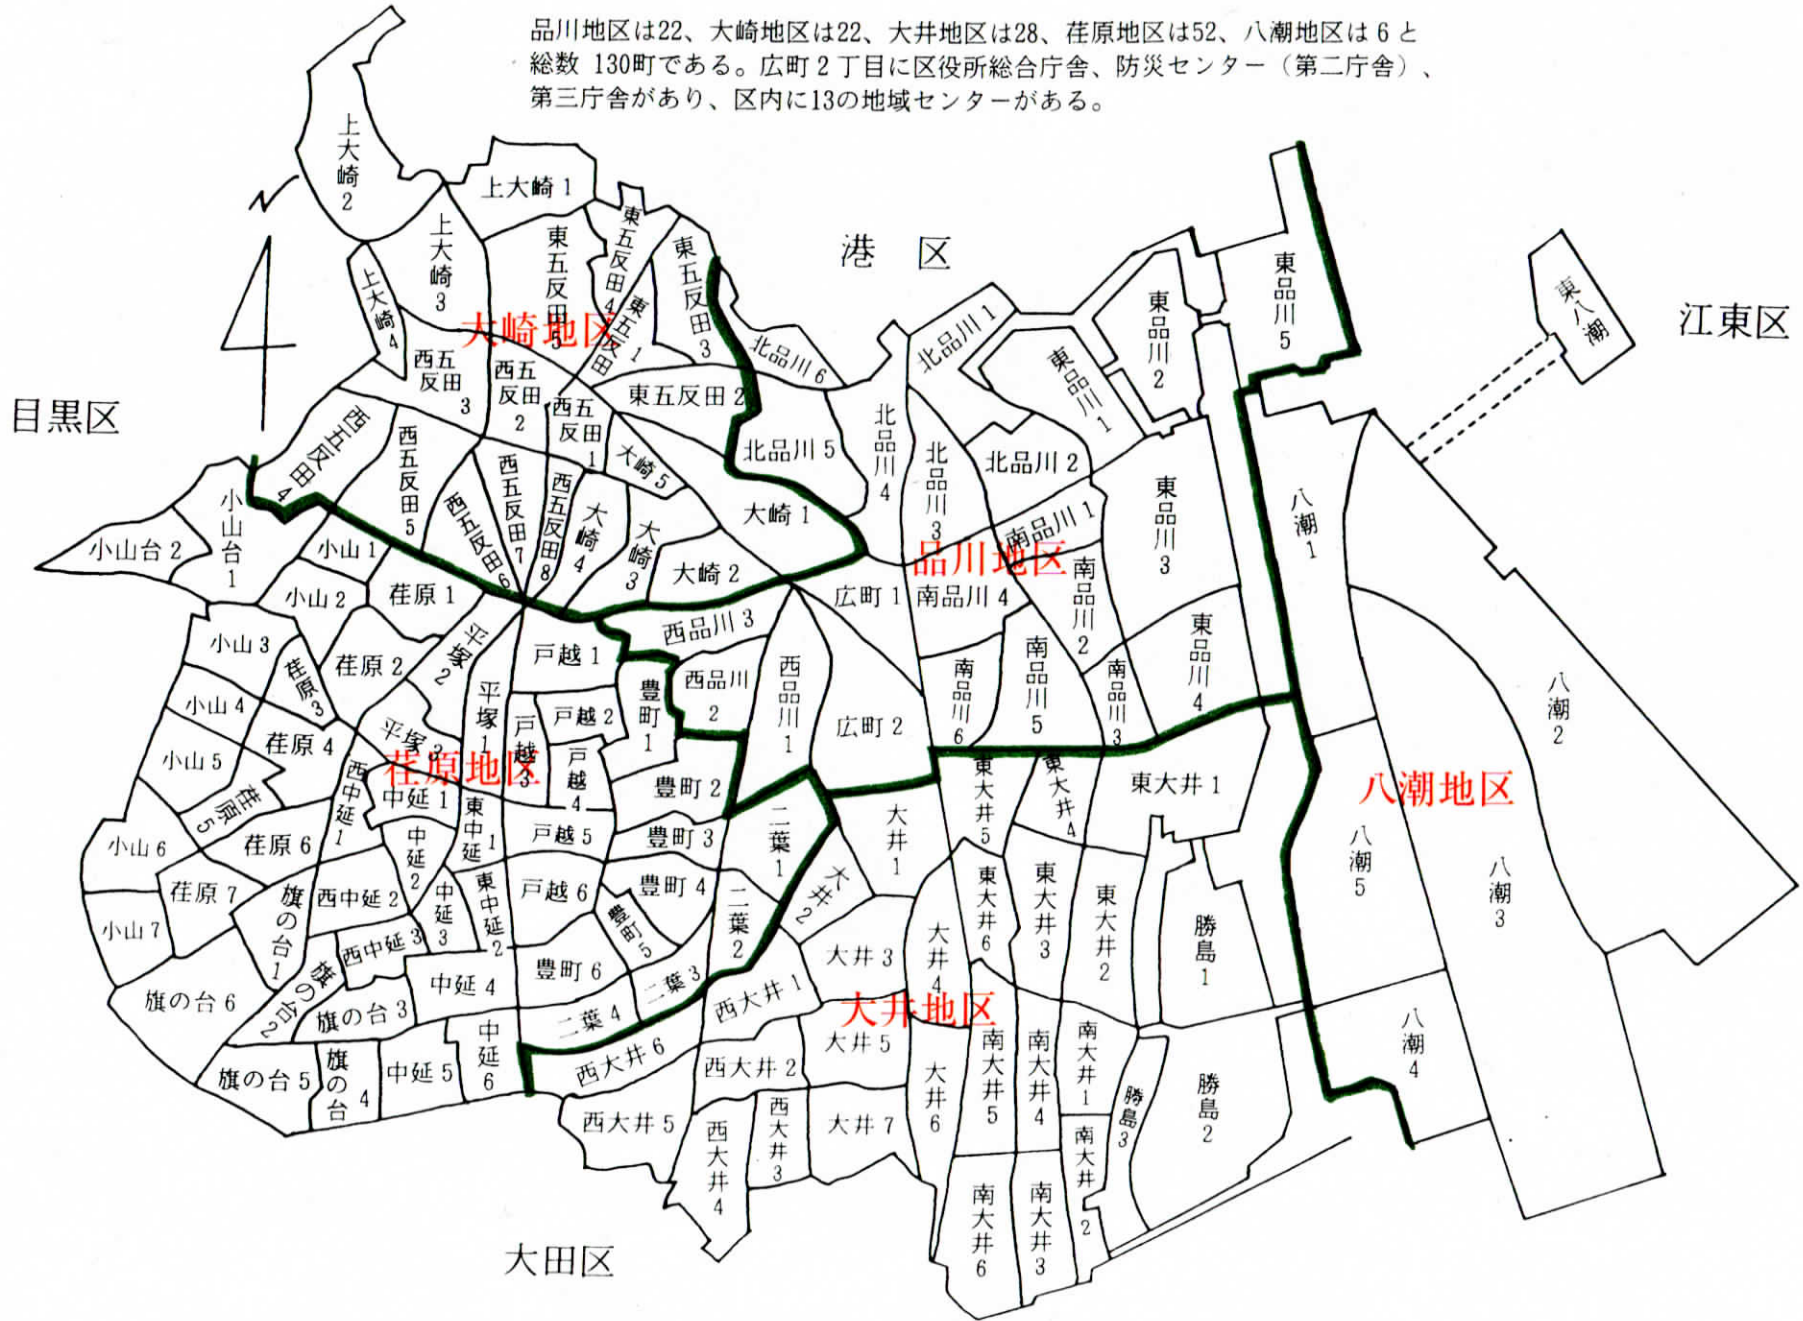 品川地区は22、大崎地区は22、大井地区は28、荏原地区は52、八潮地区は6と
総数 130町である。広町2丁目に区役所総合庁舎、防災センター（第二庁舎）、
第三庁舎があり、区内に13の地域センターがある。
N
港 区
江東区
目黒区
大田区
大崎地区
上大崎2
上大崎1
上大崎3
上大崎4
東五反田5
東五反田4
東五反田1
東五反田3
東五反田2
西五反田3
西五反田2
西五反田1
西五反田4
西五反田5
西五反田6
西五反田7
西五反田8
大崎5
大崎4
大崎3
大崎2
大崎1
品川地区
北品川6
北品川5
北品川4
北品川3
北品川1
北品川2
東品川1
東品川2
東品川5
東品川3
東品川4
南品川1
南品川2
南品川4
南品川5
南品川6
南品川3
広町1
広町2
西品川3
西品川2
西品川1
八潮地区
東八潮
八潮1
八潮2
八潮3
八潮5
八潮4
荏原地区
小山台2
小山台1
小山1
小山2
小山3
小山4
小山5
小山6
小山7
荏原1
荏原2
荏原3
荏原4
荏原5
荏原6
荏原7
平塚2
平塚1
平塚3
戸越1
戸越2
戸越3
戸越4
戸越5
戸越6
豊町1
豊町2
豊町3
豊町4
豊町5
豊町6
二葉1
二葉2
二葉3
二葉4
西中延1
西中延2
西中延3
中延1
中延2
中延3
中延4
中延5
中延6
東中延1
東中延2
旗の台1
旗の台2
旗の台3
旗の台4
旗の台5
旗の台6
大井地区
大井1
大井2
大井3
大井4
大井5
大井6
大井7
西大井1
西大井2
西大井3
西大井4
西大井5
西大井6
東大井5
東大井4
東大井1
東大井6
東大井3
東大井2
勝島1
勝島2
勝島3
南大井5
南大井4
南大井1
南大井2
南大井6
南大井3